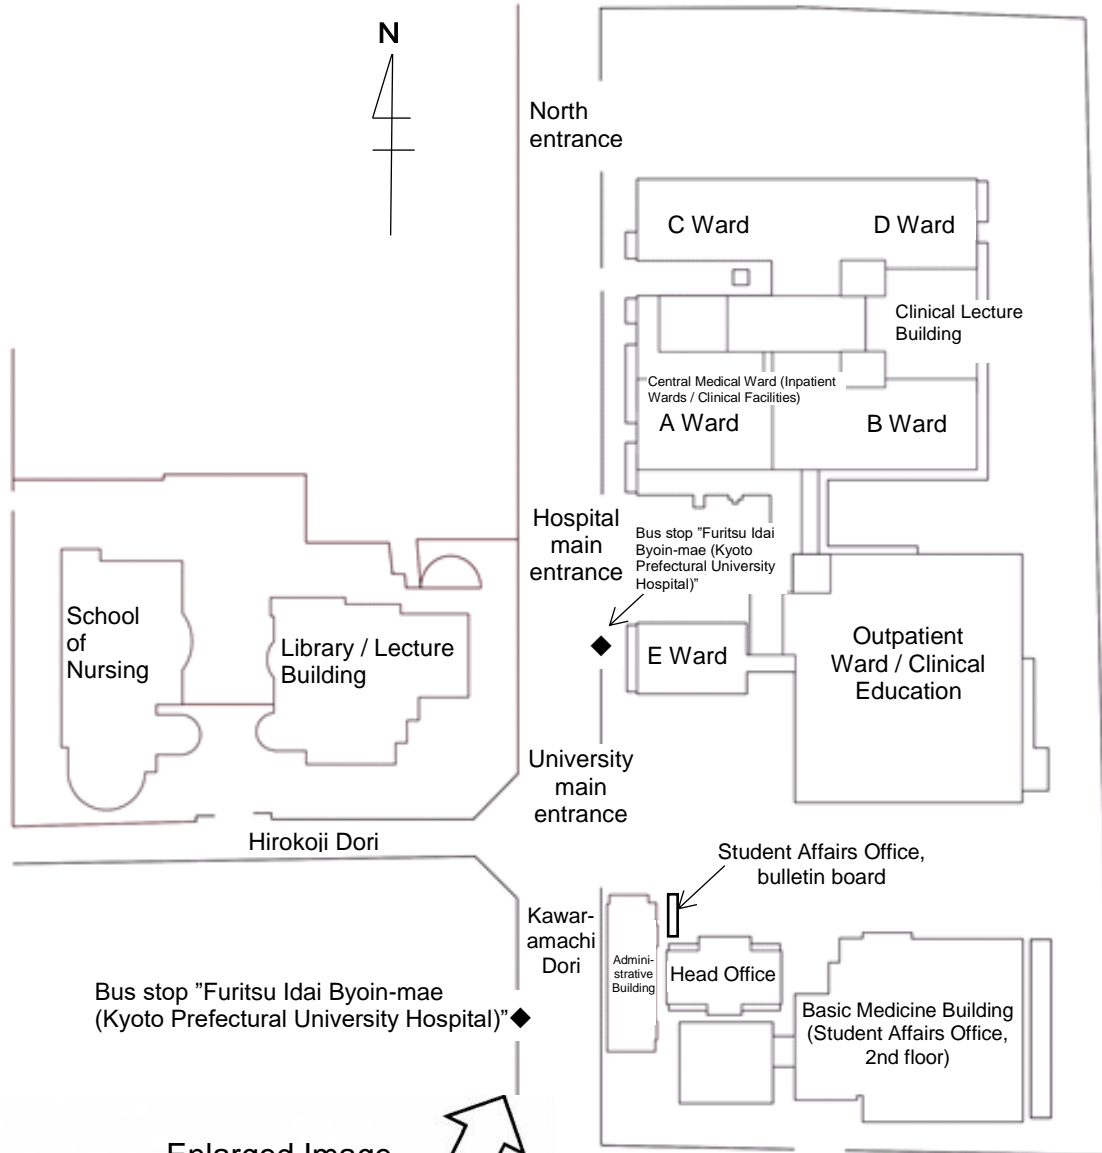 N
North
entrance
C Ward
D Ward
Clinical Lecture
Building
Central Medical Ward (Inpatient
Wards / Clinical Facilities)
A Ward
B Ward
Hospital
main
entrance
Bus stop "Furitsu Idai
Byoin-mae (Kyoto
Prefectural University
Hospital)"
School
of
Nursing
Library / Lecture
Building
E Ward
Outpatient
Ward / Clinical
Education
University
main
entrance
Hirokoji Dori
Student Affairs Office,
bulletin board
Kawar-
amachi
Dori
Admini-
strative
Building
Head Office
Bus stop "Furitsu Idai Byoin-mae
(Kyoto Prefectural University Hospital)"
Basic Medicine Building
(Student Affairs Office,
2nd floor)
Enlarged Image